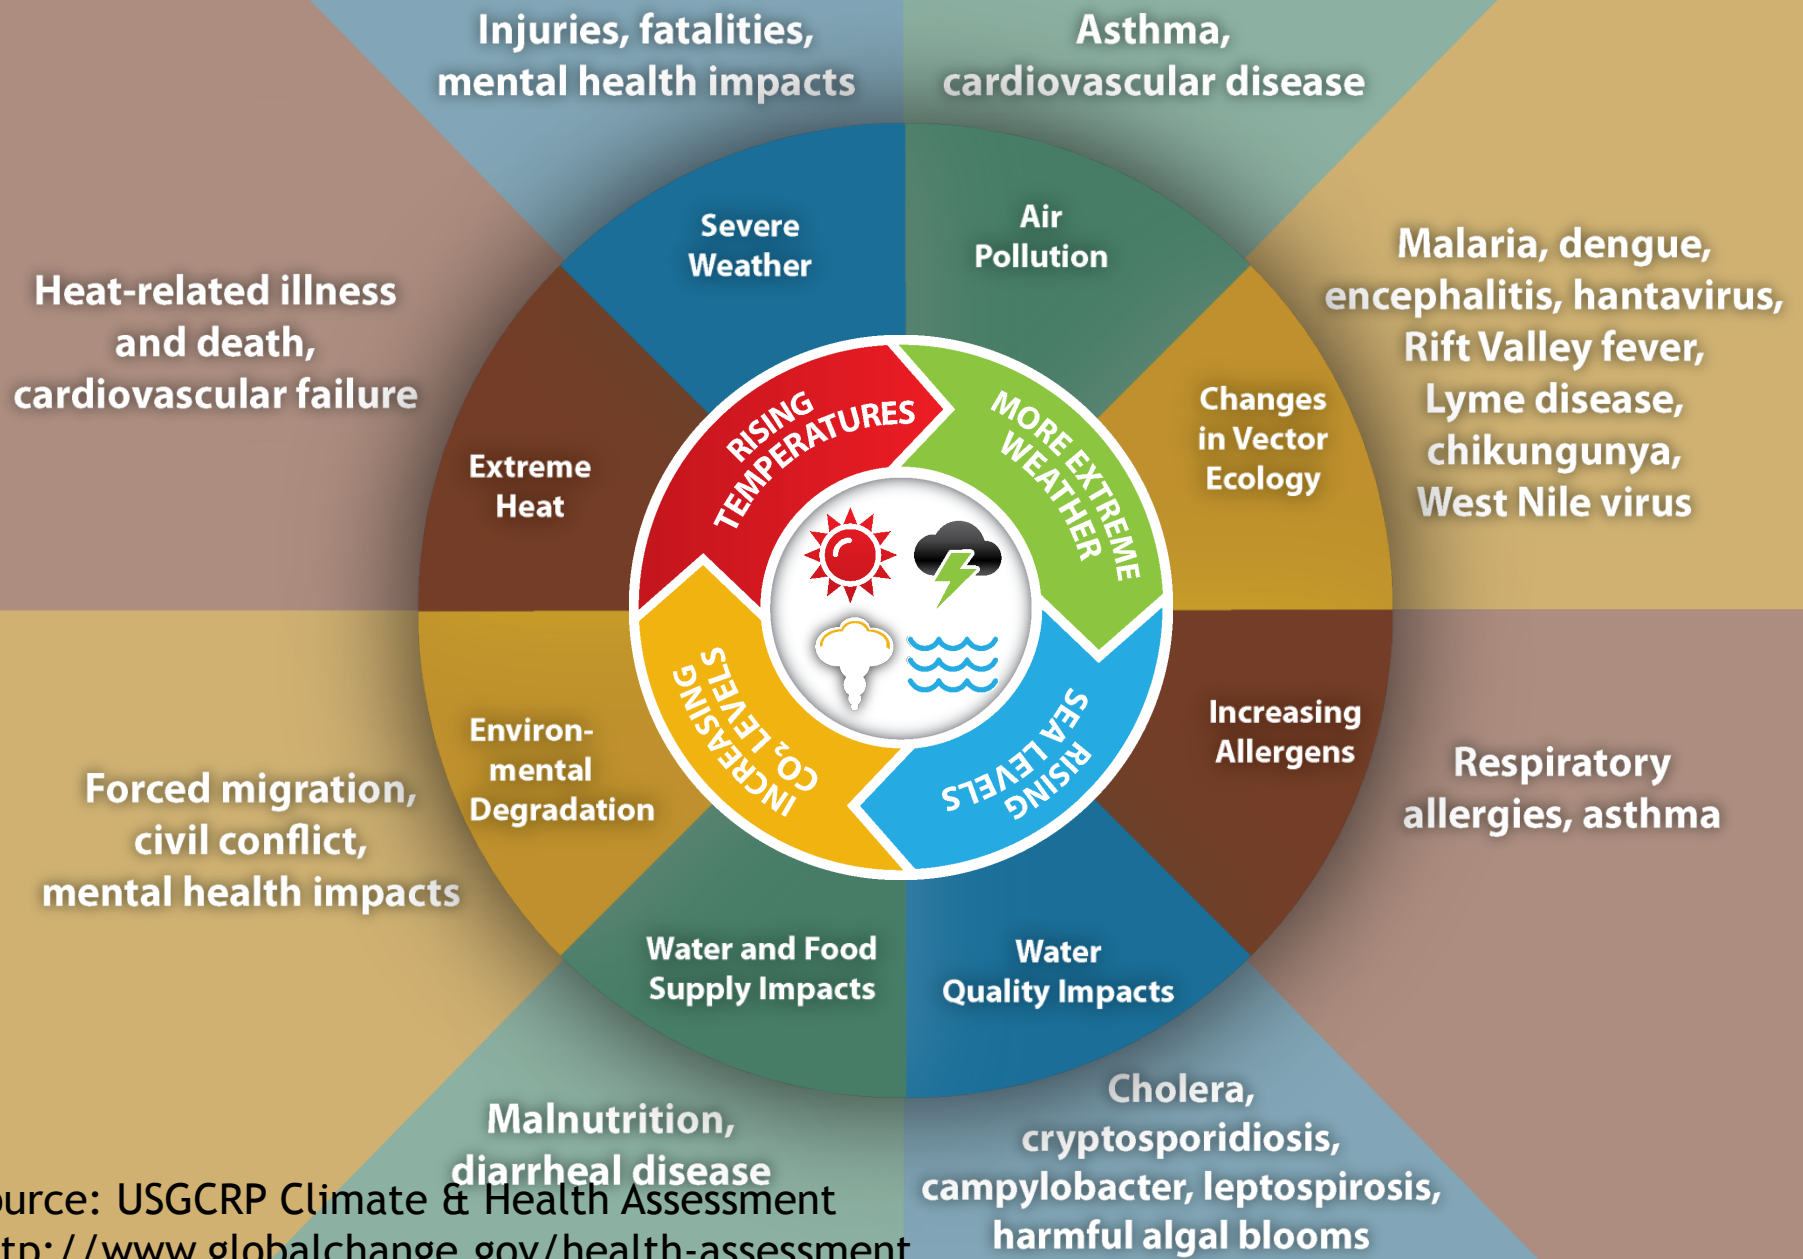 Injuries, fatalities,
mental health impacts
Asthma,
cardiovascular disease
Severe
Weather
Air
Pollution
Heat-related illness
and death,
cardiovascular failure
Malaria, dengue,
encephalitis, hantavirus,
Rift Valley fever,
Lyme disease,
chikungunya,
West Nile virus
Extreme
Heat
Changes
in Vector
Ecology
RISING
TEMPERATURES
MORE EXTREME
WEATHER
RISING
SEA LEVELS
INCREASING
CO₂ LEVELS
Environ-
mental
Degradation
Increasing
Allergens
Forced migration,
civil conflict,
mental health impacts
Respiratory
allergies, asthma
Water and Food
Supply Impacts
Water
Quality Impacts
Malnutrition,
diarrheal disease
Cholera,
cryptosporidiosis,
campylobacter, leptospirosis,
harmful algal blooms
ource: USGCRP Climate & Health Assessment
tp://www.globalchange.gov/health-assessment